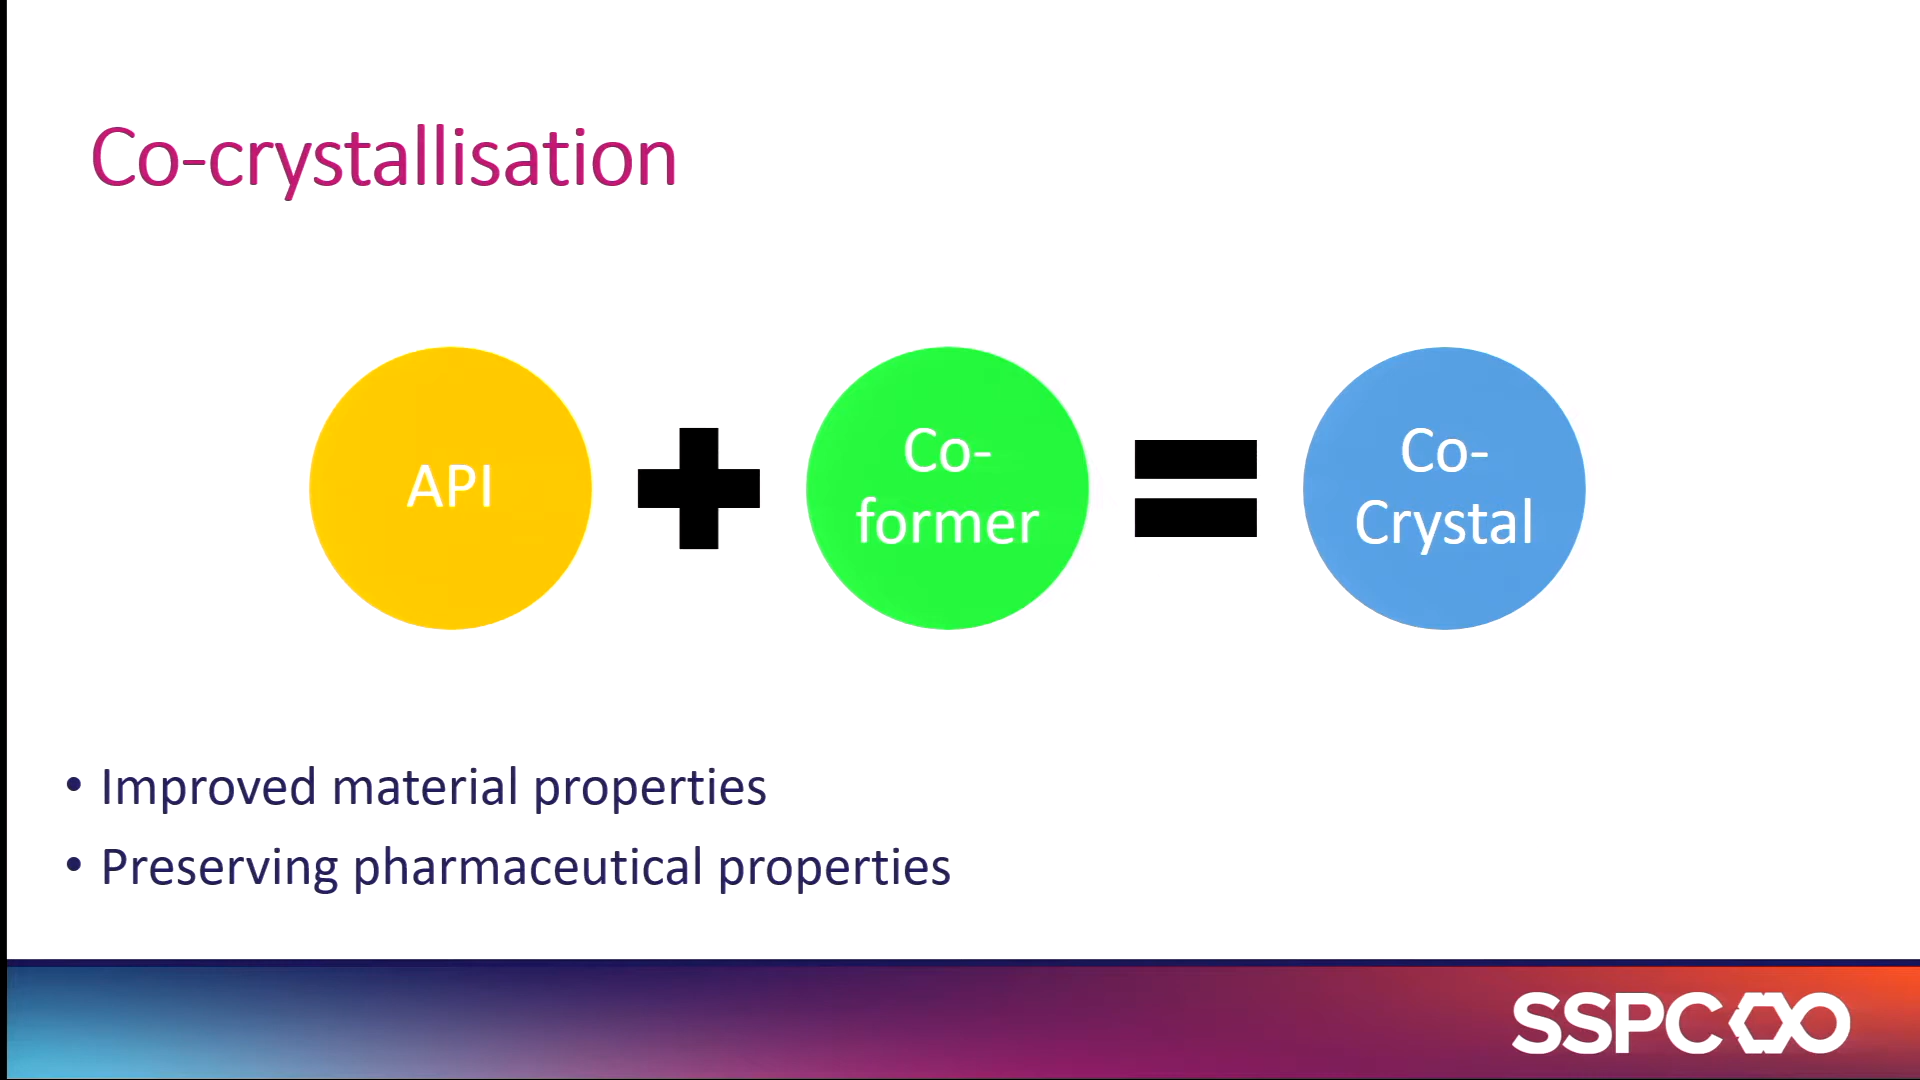 Co-crystallisation
API
Co-
former
Co-
Crystal
• Improved material properties
• Preserving pharmaceutical properties
SSPC